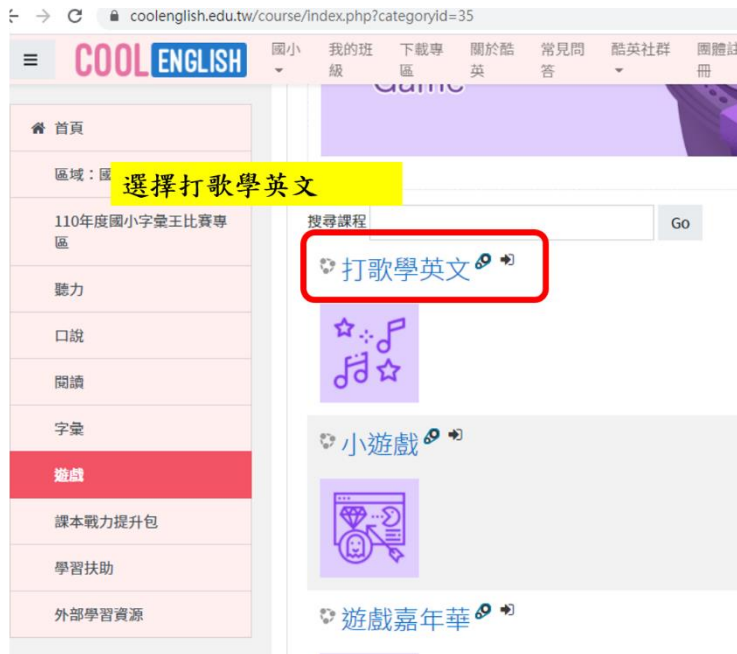 coolenglish.edu.tw/course/index.php?categoryid=35
COOL ENGLISH
國小
我的班級
下載專區
關於酷英
常見問答
酷英社群
團體註冊
Game
首頁
區域：國
選擇打歌學英文
110年度國小字彙王比賽專
區
聽力
口說
閱讀
字彙
遊戲
課本戰力提升包
學習扶助
外部學習資源
搜尋課程
Go
打歌學英文
小遊戲
遊戲嘉年華